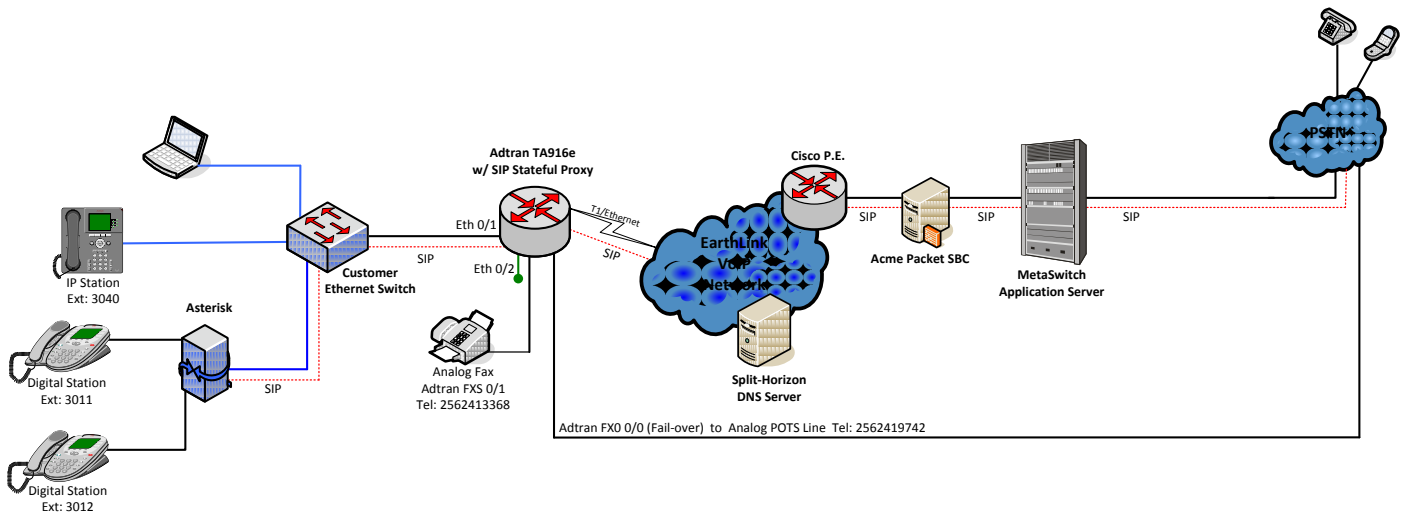 PSTN
Adtran TA916e
w/ SIP Stateful Proxy
Cisco P.E.
T1/Ethernet
Eth 0/1
SIP
SIP
SIP
SIP
SIP
EarthLink
VoIP
Network
Acme Packet SBC
MetaSwitch
Application Server
Eth 0/2
Customer
Ethernet Switch
IP Station
Ext: 3040
Asterisk
Analog Fax
Adtran FXS 0/1
Tel: 2562413368
Digital Station
Ext: 3011
SIP
Split-Horizon
DNS Server
Adtran FX0 0/0 (Fail-over)  to Analog POTS Line  Tel: 2562419742
Digital Station
Ext: 3012